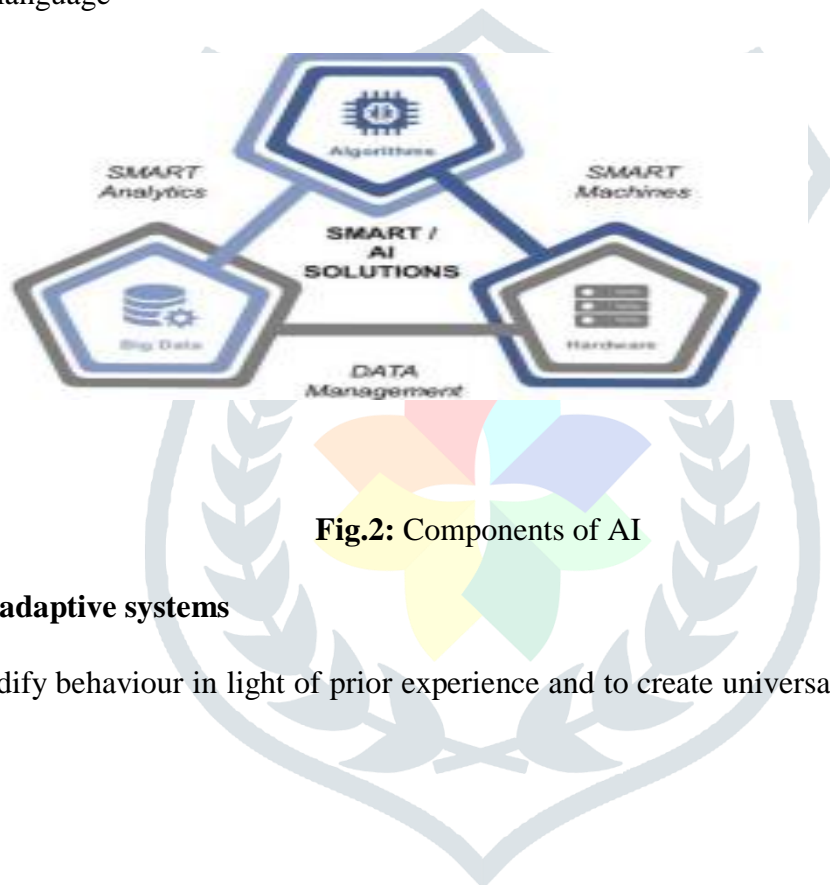 language
Algorithms
SMART
Analytics
SMART
Machines
SMART /
AI
SOLUTIONS
Big Data
Hardware
DATA
Management
Fig.2: Components of AI
adaptive systems
dify behaviour in light of prior experience and to create universa